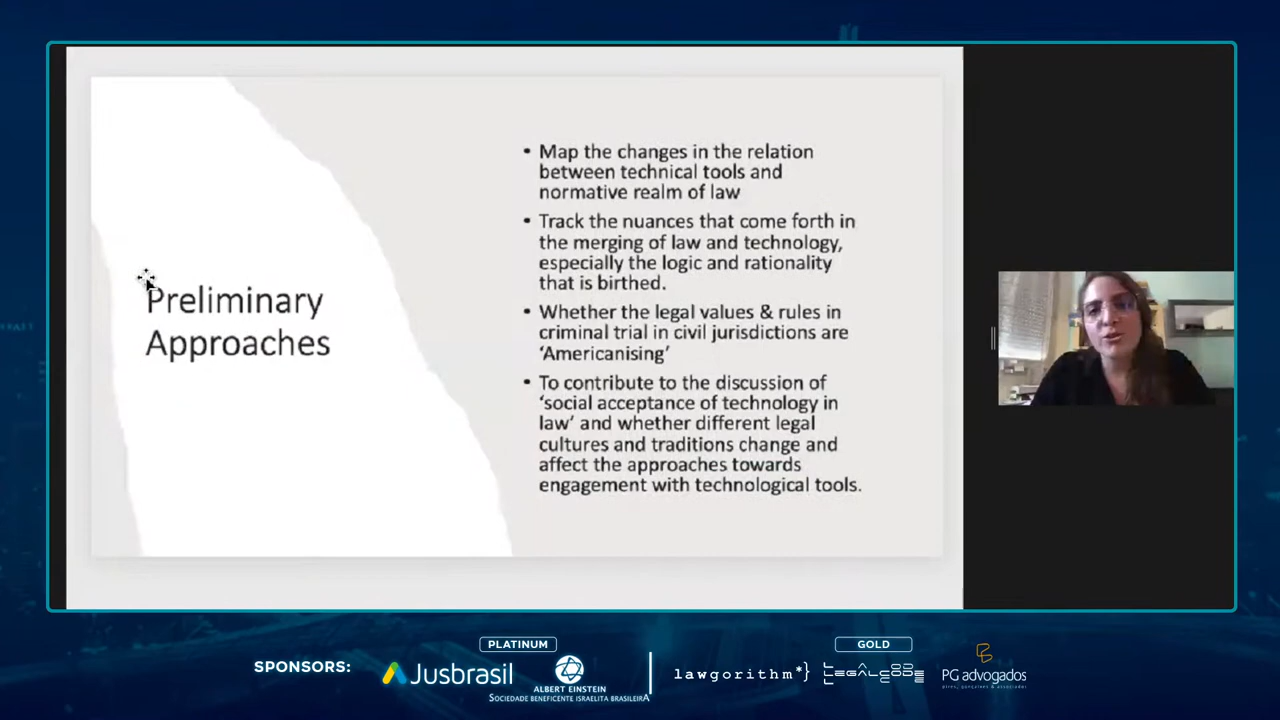 Preliminary
Approaches
• Map the changes in the relation
between technical tools and
normative realm of law
• Track the nuances that come forth in
the merging of law and technology,
especially the logic and rationality
that is birthed.
• Whether the legal values & rules in
criminal trial in civil jurisdictions are
‘Americanising’
• To contribute to the discussion of
‘social acceptance of technology in
law’ and whether different legal
cultures and traditions change and
affect the approaches towards
engagement with technological tools.
SPONSORS:
PLATINUM
Jusbrasil
ALBERT EINSTEIN
SOCIEDADE BENEFICENTE ISRAELITA BRASILEIRA
GOLD
lawgorithm*}
LEGALCODE
PG advogados